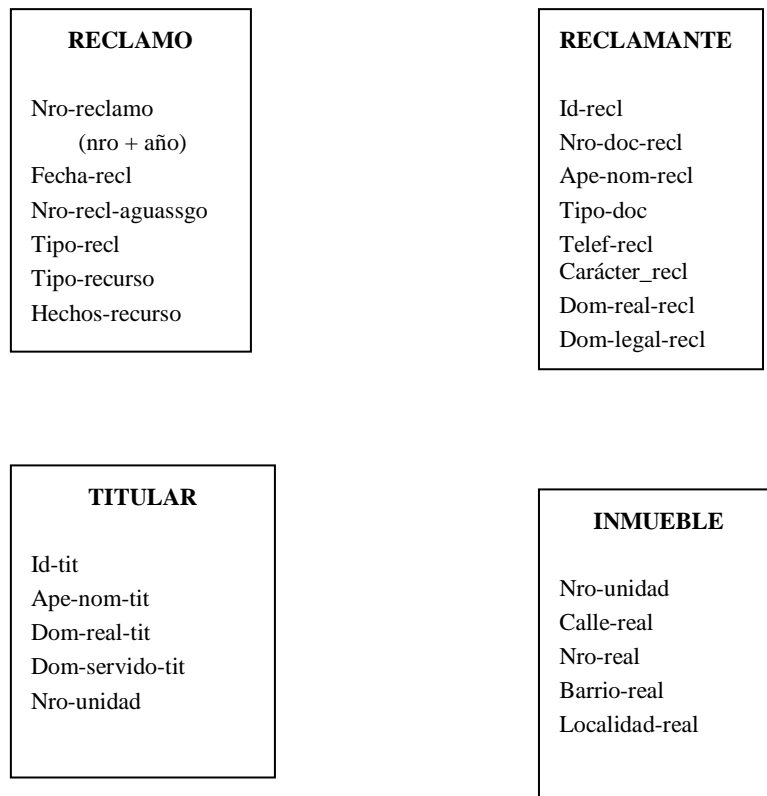 RECLAMO
Nro-reclamo
(nro + año)
Fecha-recl
Nro-recl-aguassgo
Tipo-recl
Tipo-recurso
Hechos-recurso
RECLAMANTE
Id-recl
Nro-doc-recl
Ape-nom-recl
Tipo-doc
Telef-recl
Carácter_recl
Dom-real-recl
Dom-legal-recl
TITULAR
Id-tit
Ape-nom-tit
Dom-real-tit
Dom-servido-tit
Nro-unidad
INMUEBLE
Nro-unidad
Calle-real
Nro-real
Barrio-real
Localidad-real